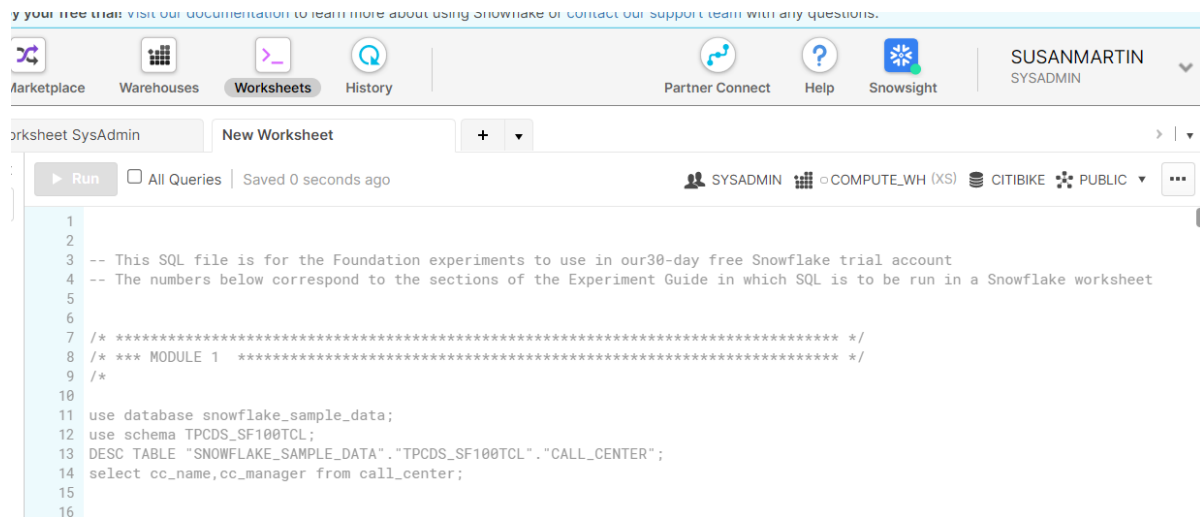 y your free trial! Visit our documentation to learn more about using Snowflake or contact our support team with any questions.
Marketplace Warehouses Worksheets History Partner Connect Help Snowsight SUSANMARTIN
SYSADMIN
orksheet SysAdmin New Worksheet + ▾
Run All Queries Saved 0 seconds ago SYSADMIN COMPUTE_WH (XS) CITIBIKE PUBLIC
1
2
3 -- This SQL file is for the Foundation experiments to use in our30-day free Snowflake trial account
4 -- The numbers below correspond to the sections of the Experiment Guide in which SQL is to be run in a Snowflake worksheet
5
6
7 /* ****************************************************************************** */
8 /* *** MODULE 1  ***************************************************************** */
9 /*
10
11 use database snowflake_sample_data;
12 use schema TPCDS_SF100TCL;
13 DESC TABLE "SNOWFLAKE_SAMPLE_DATA"."TPCDS_SF100TCL"."CALL_CENTER";
14 select cc_name,cc_manager from call_center;
15
16